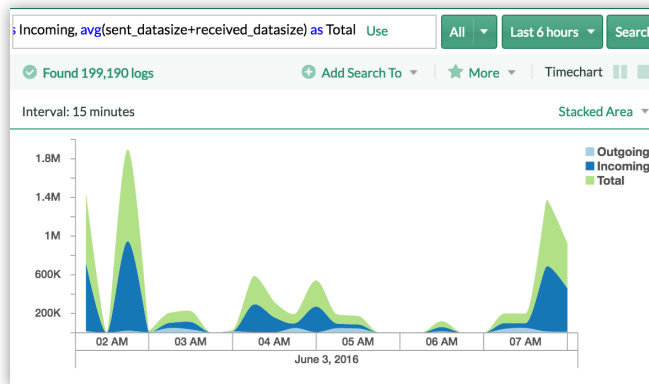 Incoming, avg(sent_datasize+received_datasize) as Total Use
All Last 6 hours Search
Found 199,190 logs Add Search To More Timechart
Interval: 15 minutes Stacked Area
1.8M
1.4M
1M
600K
200K
Outgoing
Incoming
Total
02 AM 03 AM 04 AM 05 AM 06 AM 07 AM
June 3, 2016